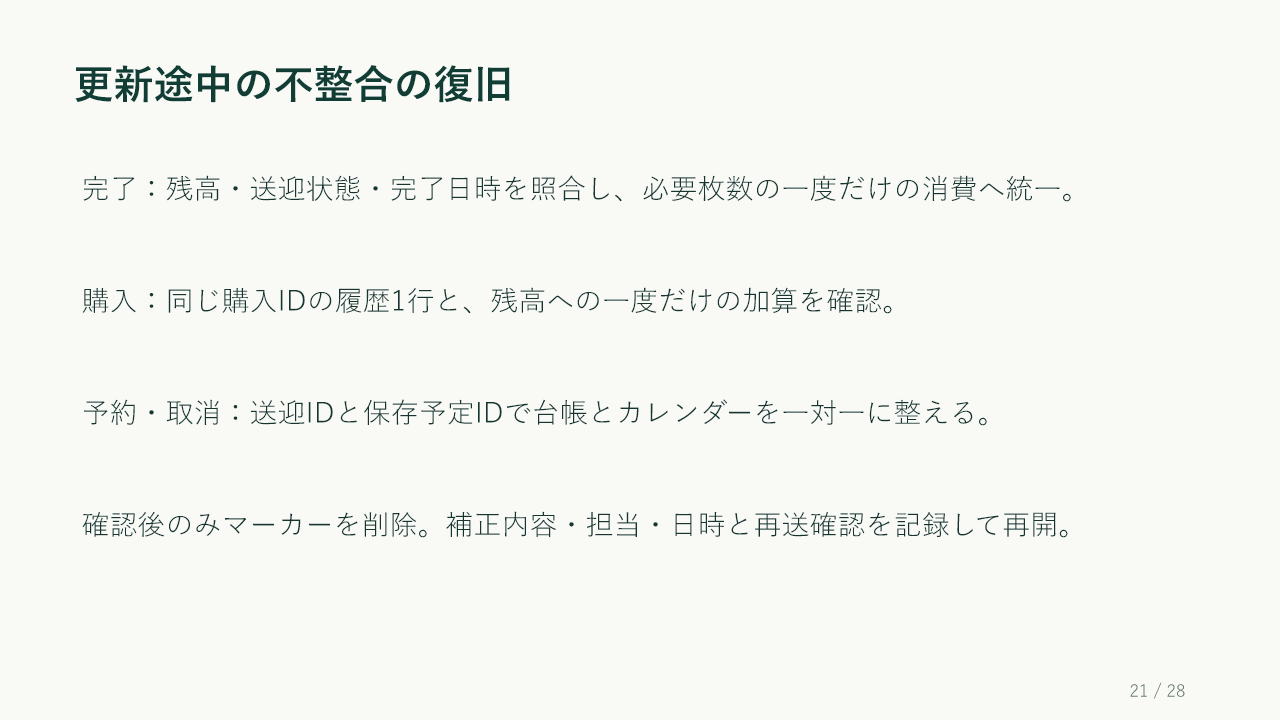 更新途中の不整合の復旧
完了：残高・送迎状態・完了日時を照合し、必要枚数の一度だけの消費へ統一。
購入：同じ購入IDの履歴1行と、残高への一度だけの加算を確認。
予約・取消：送迎IDと保存予定IDで台帳とカレンダーを一対一に整える。
確認後のみマーカーを削除。補正内容・担当・日時と再送確認を記録して再開。
21 / 28